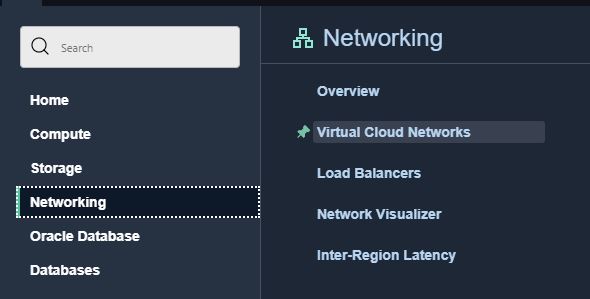 Search
Home
Compute
Storage
Networking
Oracle Database
Databases
Networking
Overview
Virtual Cloud Networks
Load Balancers
Network Visualizer
Inter-Region Latency